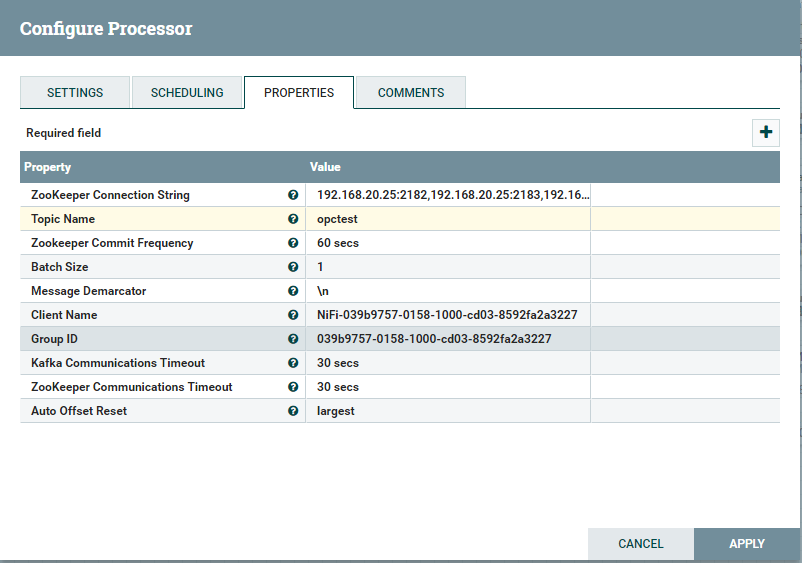 Configure Processor
SETTINGS SCHEDULING PROPERTIES COMMENTS
Required field
Property Value
ZooKeeper Connection String 192.168.20.25:2182,192.168.20.25:2183,192.16...
Topic Name opctest
Zookeeper Commit Frequency 60 secs
Batch Size 1
Message Demarcator \n
Client Name NiFi-039b9757-0158-1000-cd03-8592fa2a3227
Group ID 039b9757-0158-1000-cd03-8592fa2a3227
Kafka Communications Timeout 30 secs
ZooKeeper Communications Timeout 30 secs
Auto Offset Reset largest
CANCEL APPLY